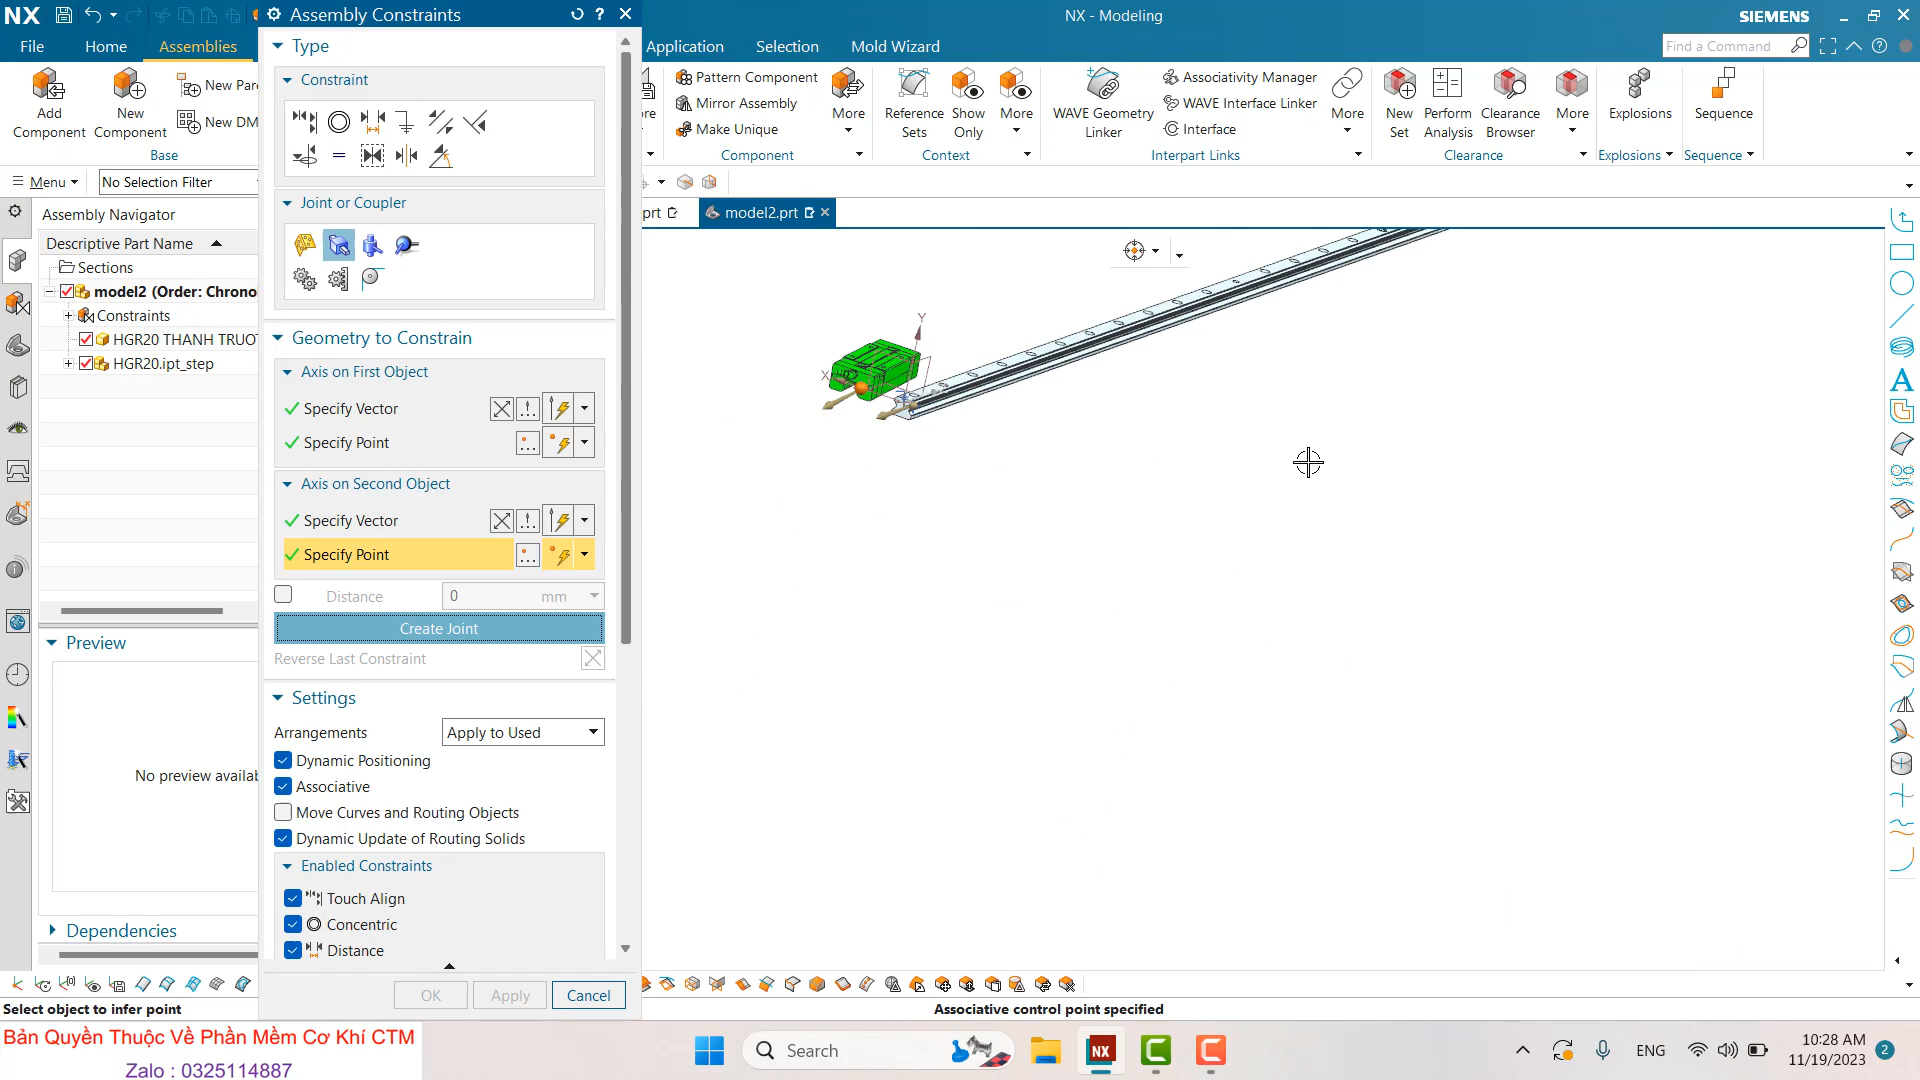 NX
Assembly Constraints
NX - Modeling
SIEMENS
File
Home
Assemblies
Application
Selection
Mold Wizard
Find a Command
Add Component
New Component
New Par
New DM
Base
Type
Constraint
Joint or Coupler
Pattern Component
Mirror Assembly
Make Unique
More
Component
Reference Sets
Show Only
More
Context
WAVE Geometry Linker
Associativity Manager
WAVE Interface Linker
Interface
More
Interpart Links
New Set
Perform Analysis
Clearance Browser
More
Clearance
Explosions
Explosions
Sequence
Sequence
Menu
No Selection Filter
prt
model2.prt
Assembly Navigator
Descriptive Part Name
Sections
model2 (Order: Chrono
Constraints
HGR20 THANH TRUOT
HGR20.ipt_step
Geometry to Constrain
Axis on First Object
Specify Vector
Specify Point
Axis on Second Object
Specify Vector
Specify Point
Distance
0
mm
Create Joint
Reverse Last Constraint
Settings
Arrangements
Apply to Used
Dynamic Positioning
Associative
Move Curves and Routing Objects
Dynamic Update of Routing Solids
Enabled Constraints
Touch Align
Concentric
Distance
OK
Apply
Cancel
Y
X
Preview
No preview availab
Dependencies
Select object to infer point
Associative control point specified
Bản Quyền Thuộc Về Phần Mềm Cơ Khí CTM
Zalo : 0325114887
Search
NX
ENG
10:28 AM
11/19/2023
2